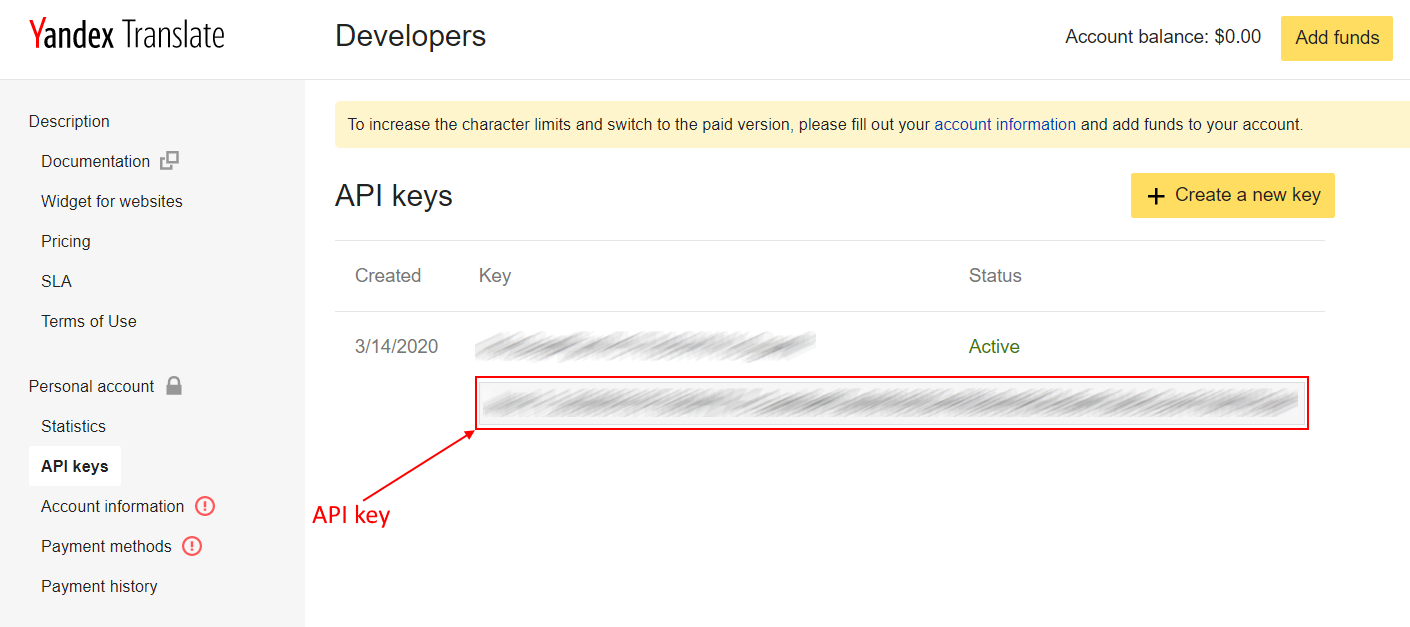 Yandex Translate
Developers
Account balance: $0.00
Add funds
Description
Documentation
Widget for websites
Pricing
SLA
Terms of Use
Personal account
Statistics
API keys
Account information
Payment methods
Payment history
To increase the character limits and switch to the paid version, please fill out your account information and add funds to your account.
API keys
+ Create a new key
Created Key Status
3/14/2020 Active
API key